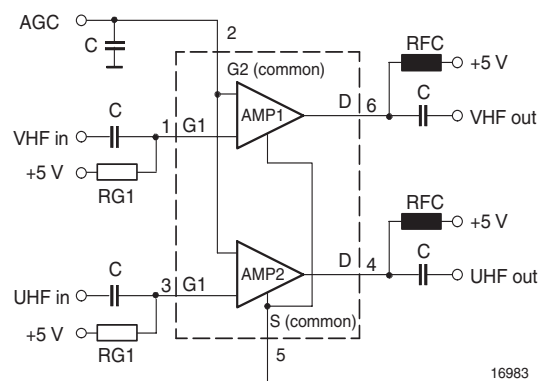 AGC
C
2
G2 (common)
RFC
+5 V
AMP1
D 6
C
VHF in
C
1 G1
VHF out
+5 V
RG1
RFC
+5 V
C
AMP2
D 4
C
UHF in
3 G1
UHF out
+5 V
RG1
S (common)
5
16983